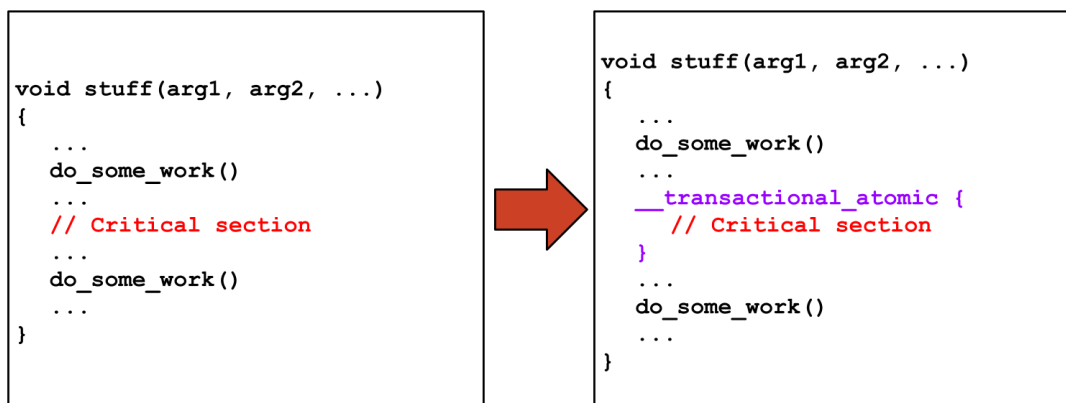 void stuff(arg1, arg2, ...)
{
...
do_some_work()
...
// Critical section
...
do_some_work()
...
}
void stuff(arg1, arg2, ...)
{
...
do_some_work()
...
__transactional_atomic {
// Critical section
}
...
do_some_work()
...
}